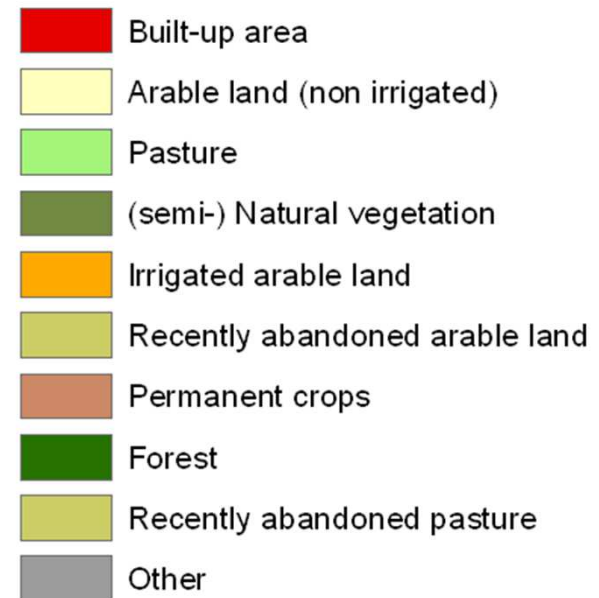 Built-up area
Arable land (non irrigated)
Pasture
(semi-) Natural vegetation
Irrigated arable land
Recently abandoned arable land
Permanent crops
Forest
Recently abandoned pasture
Other